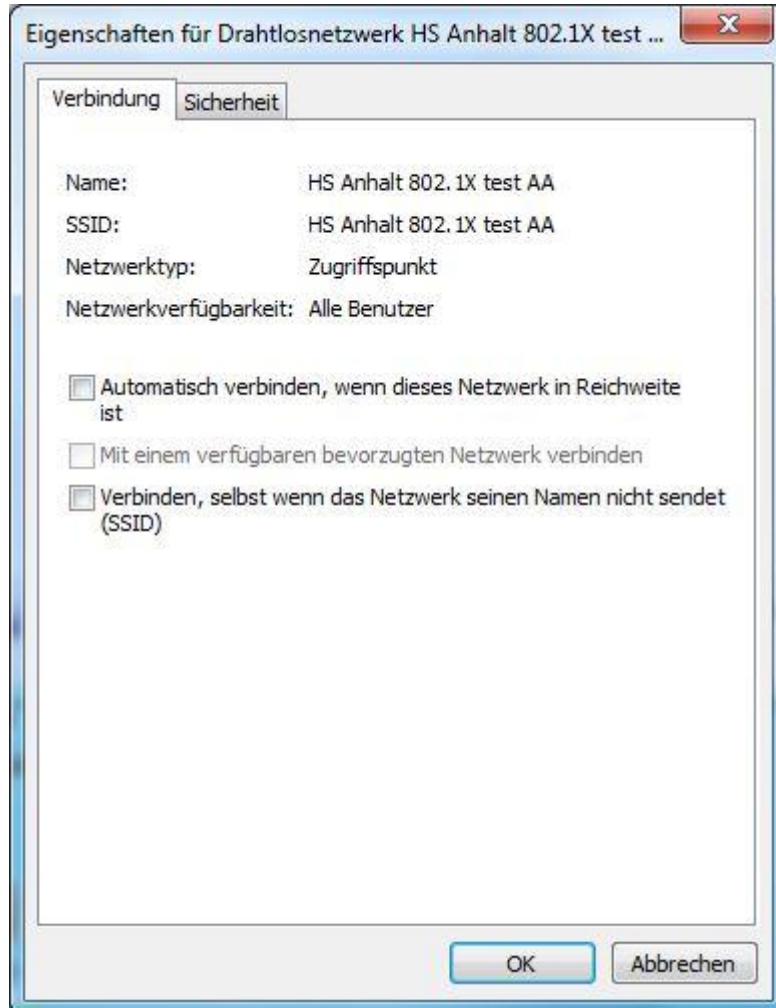 Eigenschaften für Drahtlosnetzwerk HS Anhalt 802.1X test ...
Verbindung Sicherheit
Name: HS Anhalt 802.1X test AA
SSID: HS Anhalt 802.1X test AA
Netzwerktyp: Zugriffspunkt
Netzwerkverfügbarkeit: Alle Benutzer
Automatisch verbinden, wenn dieses Netzwerk in Reichweite
ist
Mit einem verfügbaren bevorzugten Netzwerk verbinden
Verbinden, selbst wenn das Netzwerk seinen Namen nicht sendet
(SSID)
OK Abbrechen